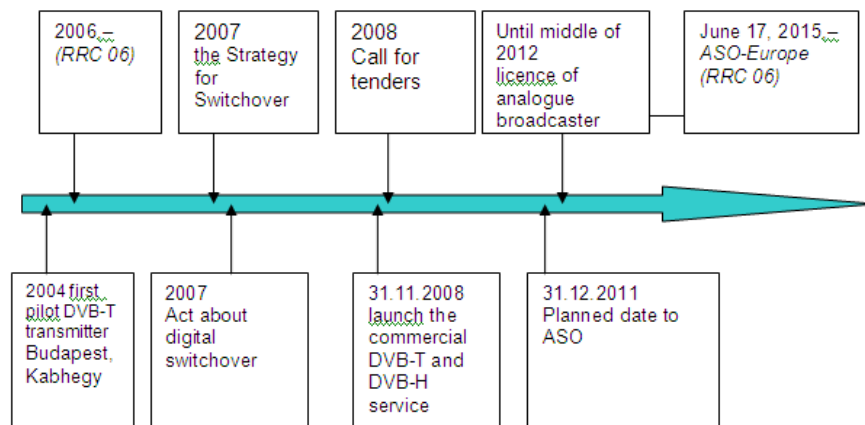 2006 –
(RRC 06)
2007
the Strategy
for
Switchover
2008
Call for
tenders
Until middle of
2012
licence of
analogue
broadcaster
June 17, 2015 –
ASO-Europe
(RRC 06)
2004 first
pilot DVB-T
transmitter
Budapest,
Kabhegy
2007
Act about
digital
switchover
31.11.2008
launch the
commercial
DVB-T and
DVB-H
service
31.12.2011
Planned date to
ASO